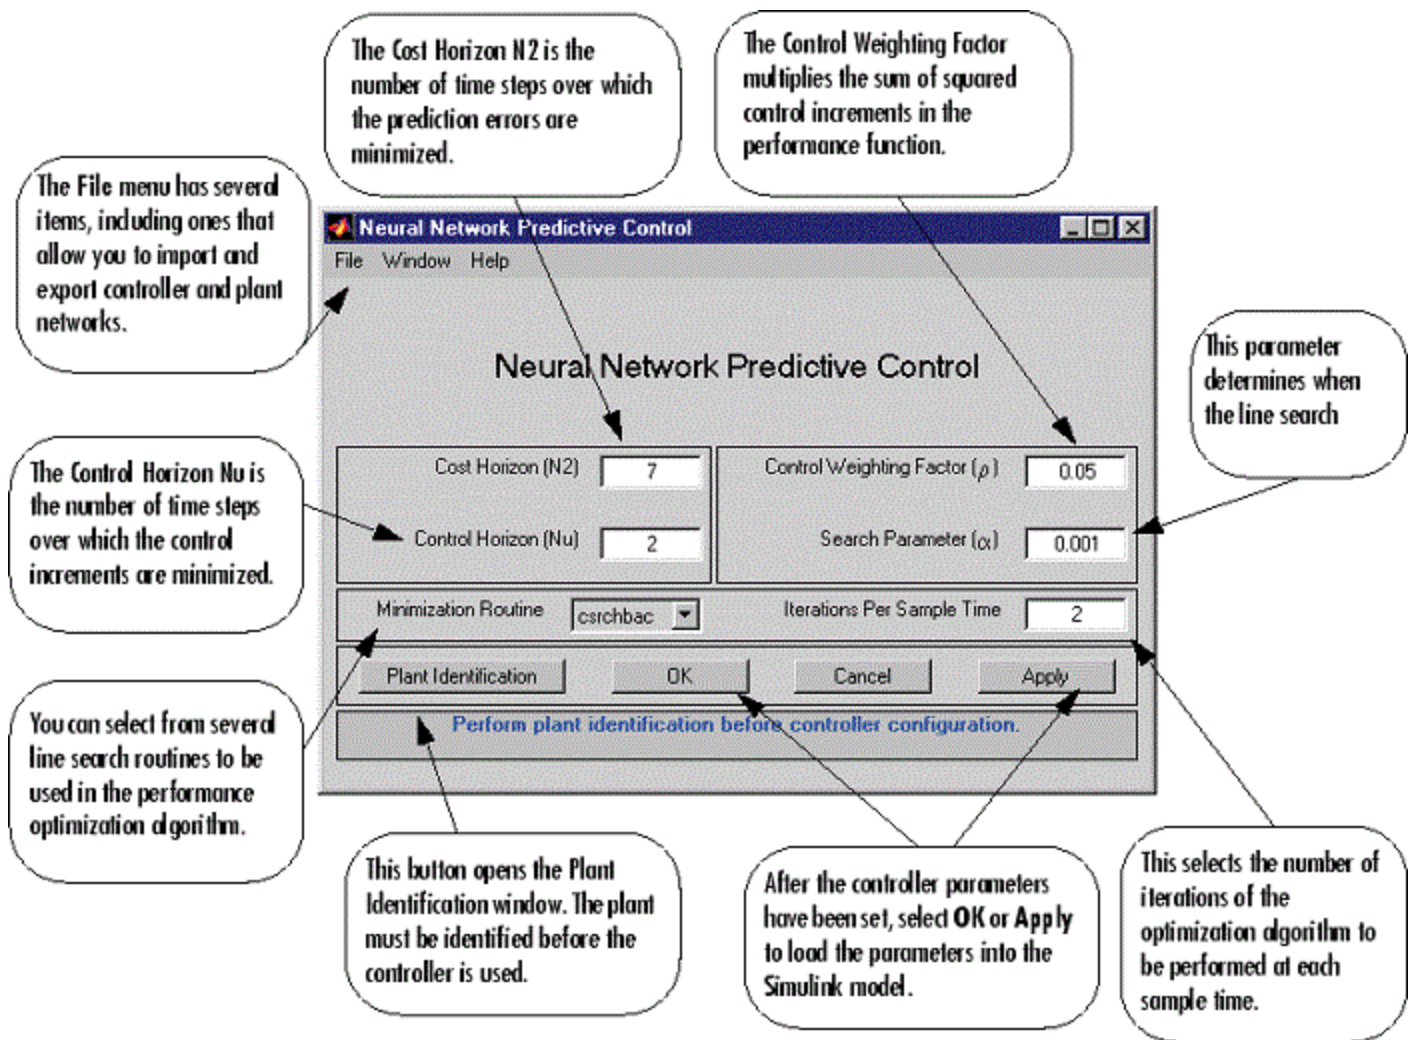 The Cost Horizon N2 is the
number of time steps over which
the prediction errors are
minimized.
The Control Weighting Factor
multiplies the sum of squared
control increments in the
performance function.
The File menu has several
items, including ones that
allow you to import and
export controller and plant
networks.
Neural Network Predictive Control
File Window Help
Neural Network Predictive Control
This parameter
determines when
the line search
The Control Horizon Nu is
the number of time steps
over which the control
increments are minimized.
Cost Horizon (N2) 7
Control Weighting Factor (ρ) 0.05
Control Horizon (Nu) 2
Search Parameter (α) 0.001
Minimization Routine csrchbac
Iterations Per Sample Time 2
Plant Identification OK Cancel Apply
Perform plant identification before controller configuration.
You can select from several
line search routines to be
used in the performance
optimization algorithm.
This button opens the Plant
Identification window. The plant
must be identified before the
controller is used.
After the controller parameters
have been set, select OK or Apply
to load the parameters into the
Simulink model.
This selects the number of
iterations of the
optimization algorithm to
be performed at each
sample time.